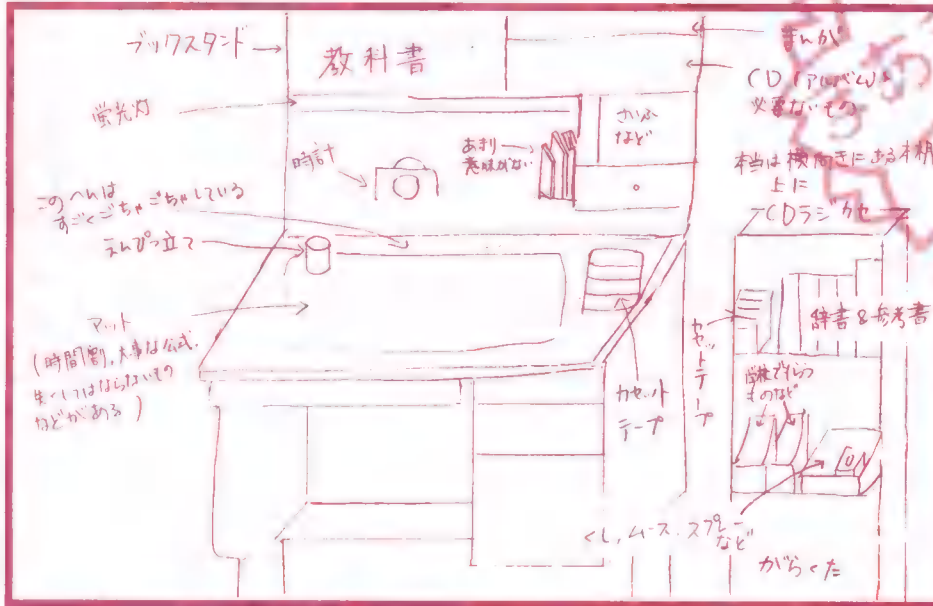 ブックスタンド
教科書
まんが
CD(アルバム)&
必要ないもの
蛍光灯
さいふ
など
あまり
意味がない
時計
本当は横向きにある本棚
上に
CDラジカセ
このへんは
すごくごちゃごちゃしている
えんぴつ立て
マット
(時間割、大事な公式、
失くしてはならないもの
などがある)
カセット
テープ
カセットテープ
辞書&参考書
学校でつかう
ものなど
くし、ムース、スプレー
など
がらくた